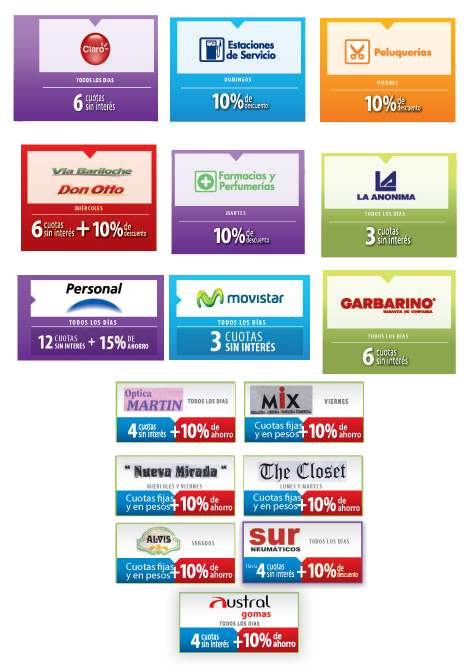 Claro
TODOS LOS DIAS
6 cuotas
sin interés
Estaciones
de Servicio
DOMINGOS
10% de
descuento
Peluquerías
VIERNES
10% de
descuento
Via Bariloche
Don Otto
MIÉRCOLES
6 cuotas
sin interés + 10% de
descuento
Farmacias y
Perfumerías
MARTES
10% de
descuento
LA ANONIMA
TODOS LOS DÍAS
3 cuotas
sin interés
Personal
TODOS LOS DÍAS
12 CUOTAS
SIN INTERÉS + 15% DE
AHORRO
movistar
TODOS LOS DÍAS
3 CUOTAS
SIN INTERÉS
GARBARINO
GARANTIA DE CONFIANZA
TODOS LOS DÍAS
6 cuotas
sin interés
Optica
MARTIN
TODOS LOS DIAS
4 cuotas
sin interés +10% de
ahorro
MIX
VIERNES
Cuotas fijas
y en pesos +10% de
ahorro
" Nueva Mirada "
MIÉRCOLES Y VIERNES
Cuotas fijas
y en pesos +10% de
ahorro
The Closet
LUNES Y MARTES
Cuotas fijas
y en pesos +10% de
ahorro
ALVIS
SÁBADOS
Cuotas fijas
y en pesos +10% de
ahorro
sur
NEUMÁTICOS
TODOS LOS DÍAS
Hasta 4 cuotas
sin interés +10% de
descuento
Austral
gomas
TODOS LOS DIAS
4 cuotas
sin interés +10% de
ahorro